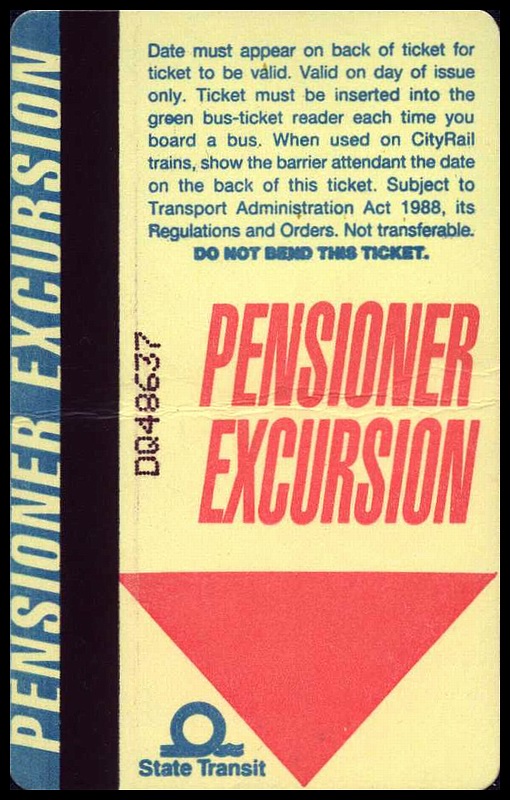 Date must appear on back of ticket for
ticket to be valid. Valid on day of issue
only. Ticket must be inserted into the
green bus-ticket reader each time you
board a bus. When used on CityRail
trains, show the barrier attendant the date
on the back of this ticket. Subject to
Transport Administration Act 1988, its
Regulations and Orders. Not transferable.
DO NOT BEND THIS TICKET.
PENSIONER EXCURSION
DQ48637
PENSIONER
EXCURSION
State Transit